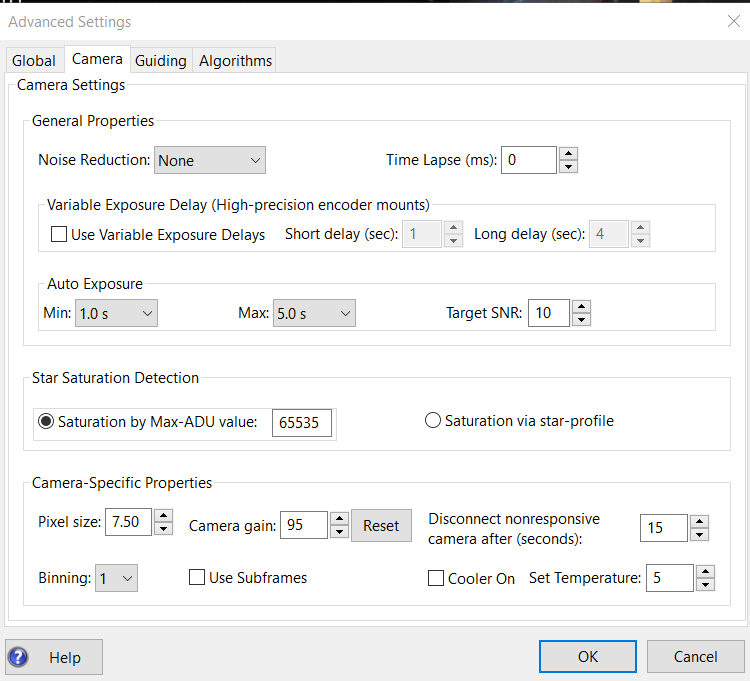 Advanced Settings
Global Camera Guiding Algorithms
Camera Settings
General Properties
Noise Reduction: None Time Lapse (ms): 0
Variable Exposure Delay (High-precision encoder mounts)
Use Variable Exposure Delays Short delay (sec): 1 Long delay (sec): 4
Auto Exposure
Min: 1.0 s Max: 5.0 s Target SNR: 10
Star Saturation Detection
Saturation by Max-ADU value: 65535 Saturation via star-profile
Camera-Specific Properties
Pixel size: 7.50 Camera gain: 95 Reset Disconnect nonresponsive
camera after (seconds): 15
Binning: 1 Use Subframes Cooler On Set Temperature: 5
Help OK Cancel